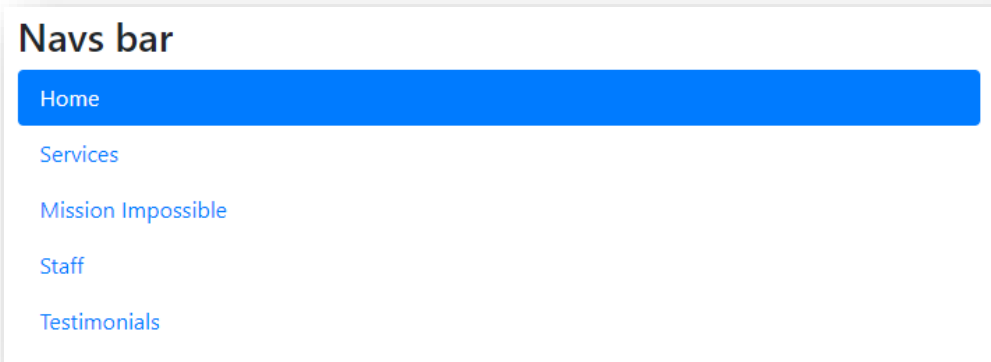 Navs bar
Home
Services
Mission Impossible
Staff
Testimonials